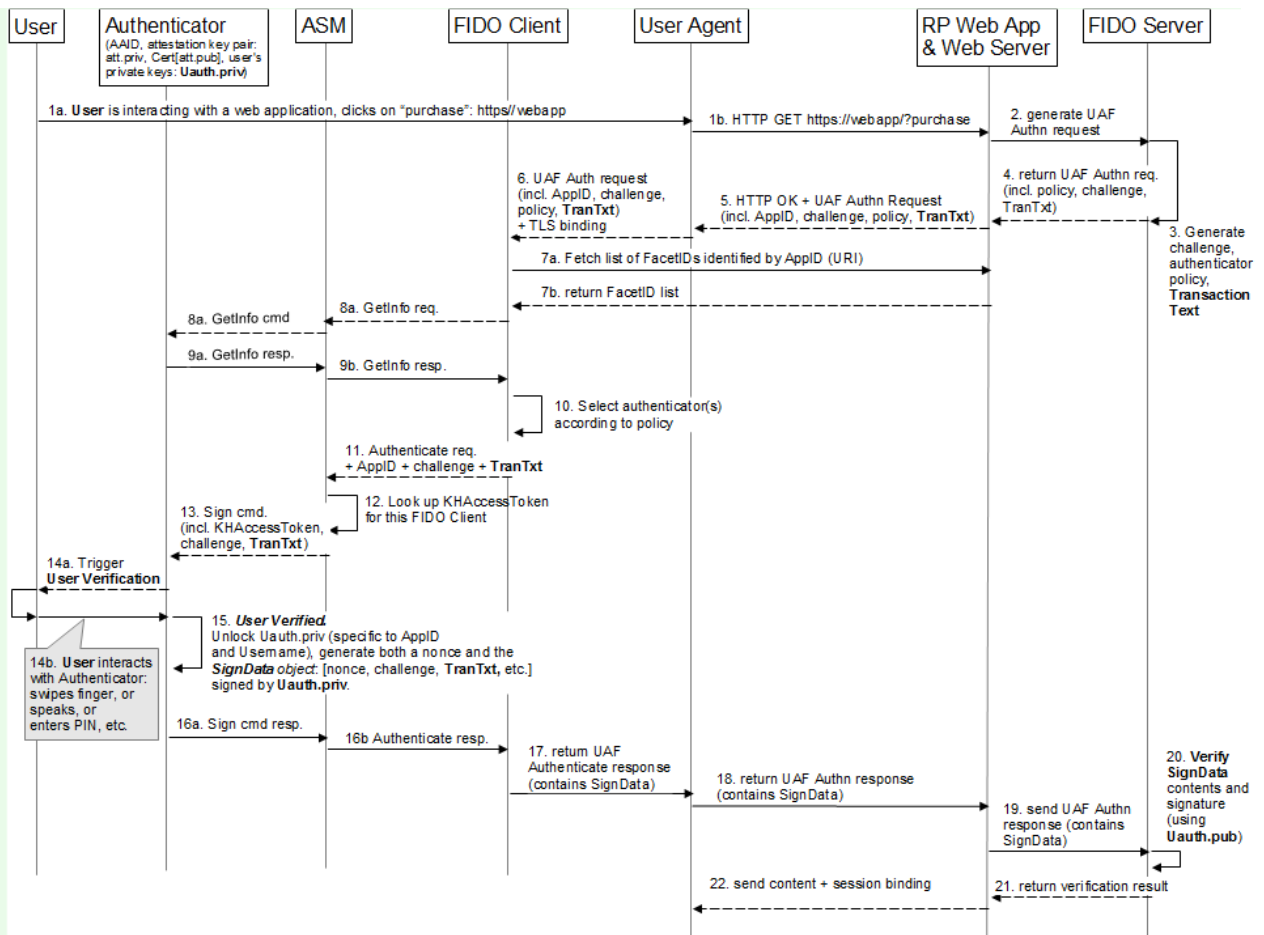 User
Authenticator
(AAID, attestation key pair:
att.priv, Cert[att.pub], user's
private keys: Uauth.priv)
ASM
FIDO Client
User Agent
RP Web App
& Web Server
FIDO Server
1a. User is interacting with a web application, clicks on "purchase": https//webapp
1b. HTTP GET https://webapp/?purchase
2. generate UAF
Authn request
6. UAF Auth request
(incl. AppID, challenge,
policy, TranTxt)
+ TLS binding
5. HTTP OK + UAF Authn Request
(incl. AppID, challenge, policy, TranTxt)
4. return UAF Authn req.
(incl. policy, challenge,
TranTxt)
3. Generate
challenge,
authenticator
policy,
Transaction
Text
7a. Fetch list of FacetIDs identified by AppID (URI)
7b. return FacetID list
8a. GetInfo req.
8a. GetInfo cmd
9a. GetInfo resp.
9b. GetInfo resp.
10. Select authenticator(s)
according to policy
11. Authenticate req.
+ AppID + challenge + TranTxt
12. Look up KHAccessToken
for this FIDO Client
13. Sign cmd.
(incl. KHAccessToken,
challenge, TranTxt)
14a. Trigger
User Verification
14b. User interacts
with Authenticator:
swipes finger, or
speaks, or
enters PIN, etc.
15. User Verified.
Unlock Uauth.priv (specific to AppID
and Username), generate both a nonce and the
SignData object: [nonce, challenge, TranTxt, etc.]
signed by Uauth.priv.
16a. Sign cmd resp.
16b Authenticate resp.
17. return UAF
Authenticate response
(contains SignData)
18. return UAF Authn response
(contains SignData)
19. send UAF Authn
response (contains
SignData)
20. Verify
SignData
contents and
signature
(using
Uauth.pub)
21. return verification result
22. send content + session binding